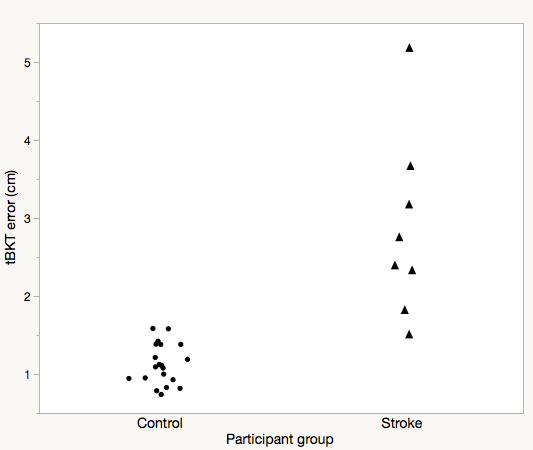 5
4
3
2
1
tBKT error (cm)
Control Stroke
Participant group